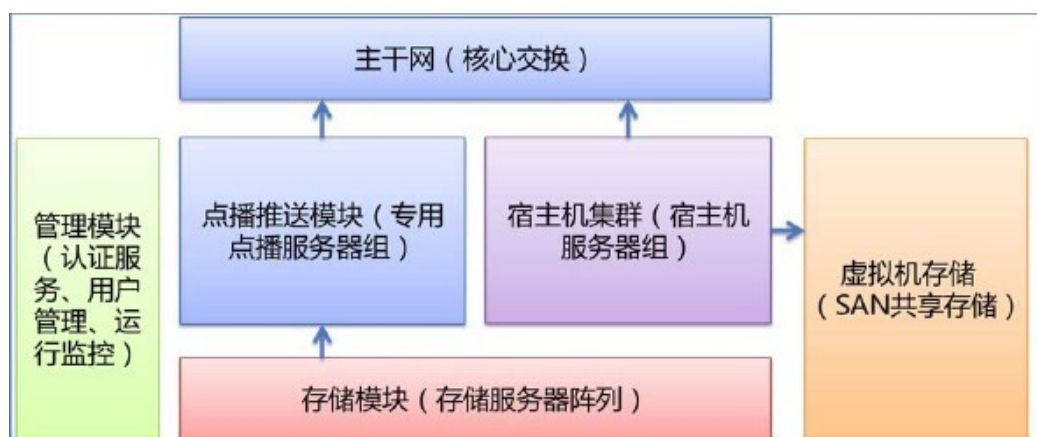 主干网（核心交换）
管理模块
（认证服
务、用户
管理、运
行监控）
点播推送模块（专用
点播服务器组）
宿主机集群（宿主机
服务器组）
虚拟机存储
（SAN共享存储）
存储模块（存储服务器阵列）